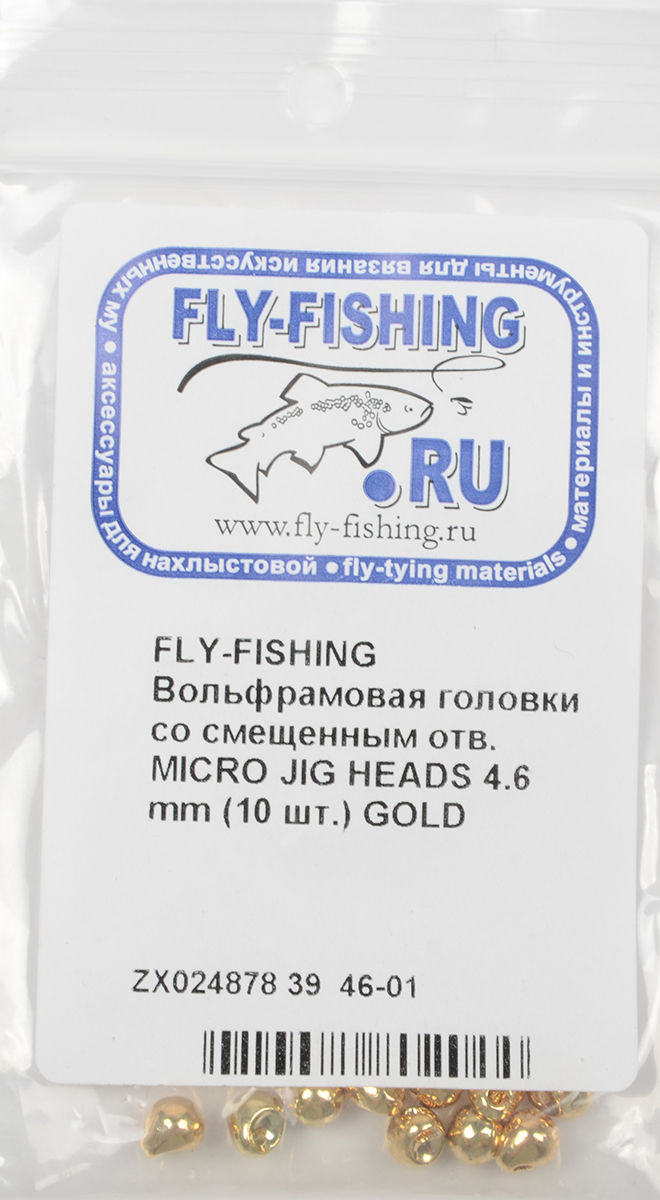 материалы и инструменты для вязания искусственных му
FLY-FISHING
.RU
www.fly-fishing.ru
аксессуары для нахлыстовой • fly-tying materials •
FLY-FISHING
Вольфрамовая головки
со смещенным отв.
MICRO JIG HEADS 4.6
mm (10 шт.) GOLD
ZX024878 39 46-01